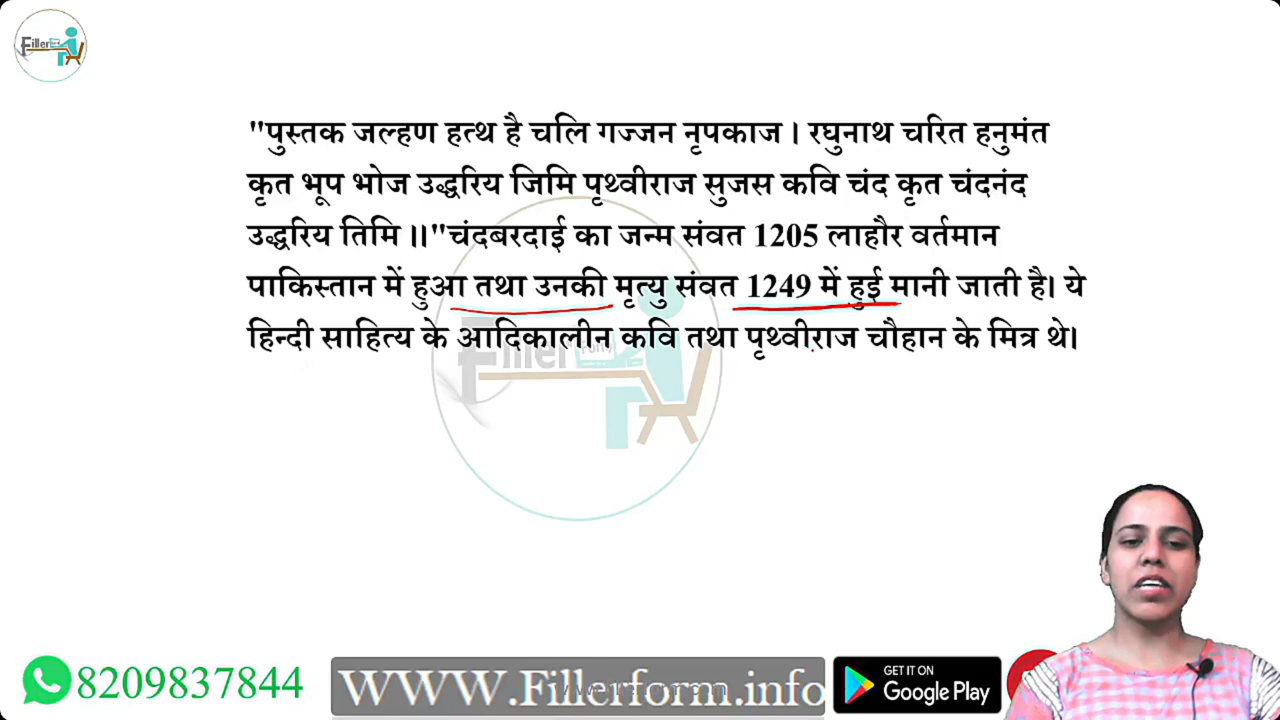 Filler
"पुस्तक जल्हण हत्थ है चलि गज्जन नृपकाज। रघुनाथ चरित हनुमंत
कृत भूप भोज उद्धरिय जिमि पृथ्वीराज सुजस कवि चंद कृत चंदनंद
उद्धरिय तिमि॥"चंदबरदाई का जन्म संवत 1205 लाहौर वर्तमान
पाकिस्तान में हुआ तथा उनकी मृत्यु संवत 1249 में हुई मानी जाती है। ये
हिन्दी साहित्य के आदिकालीन कवि तथा पृथ्वीराज चौहान के मित्र थे।
Filler form
8209837844
WWW.Fillerform.info
GET IT ON
Google Play